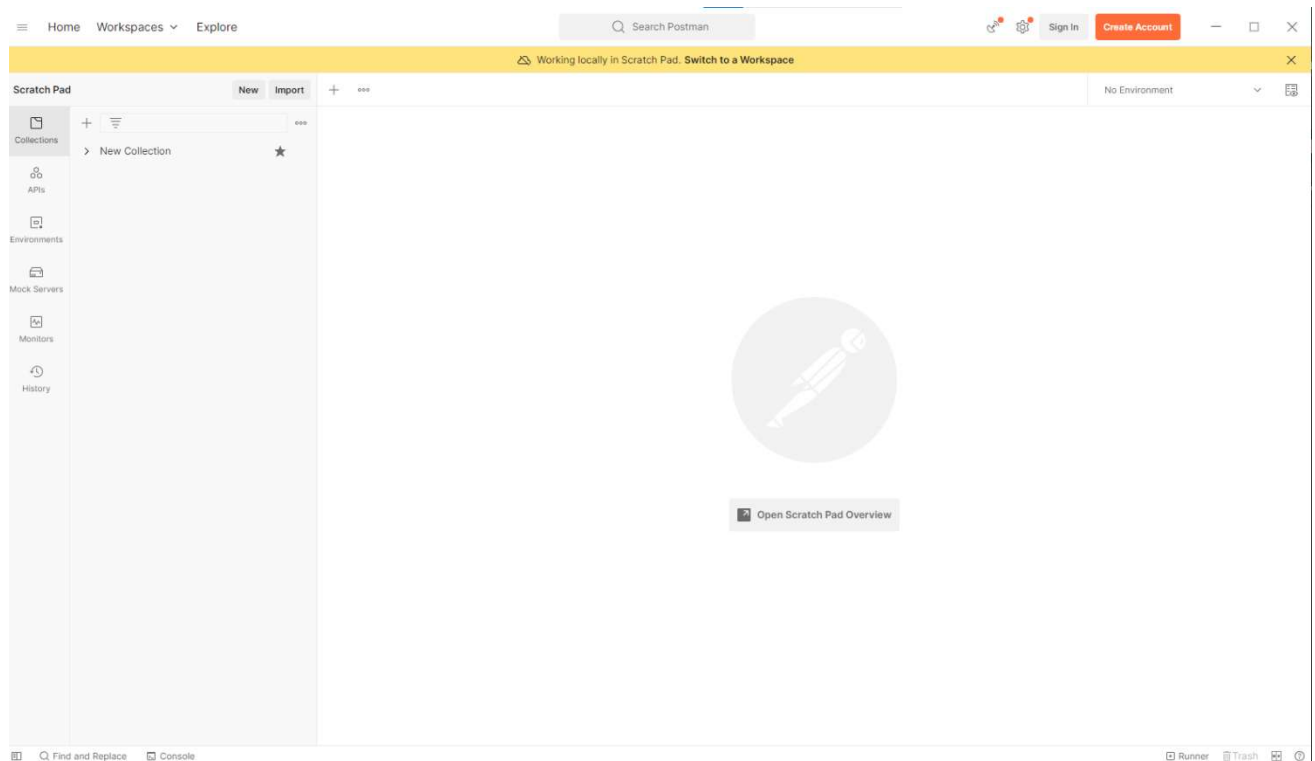 Home Workspaces Explore
Search Postman
Sign In
Create Account
Working locally in Scratch Pad. Switch to a Workspace
Scratch Pad
New Import
No Environment
Collections
New Collection
APIs
Environments
Mock Servers
Monitors
History
Open Scratch Pad Overview
Find and Replace Console
Runner Trash